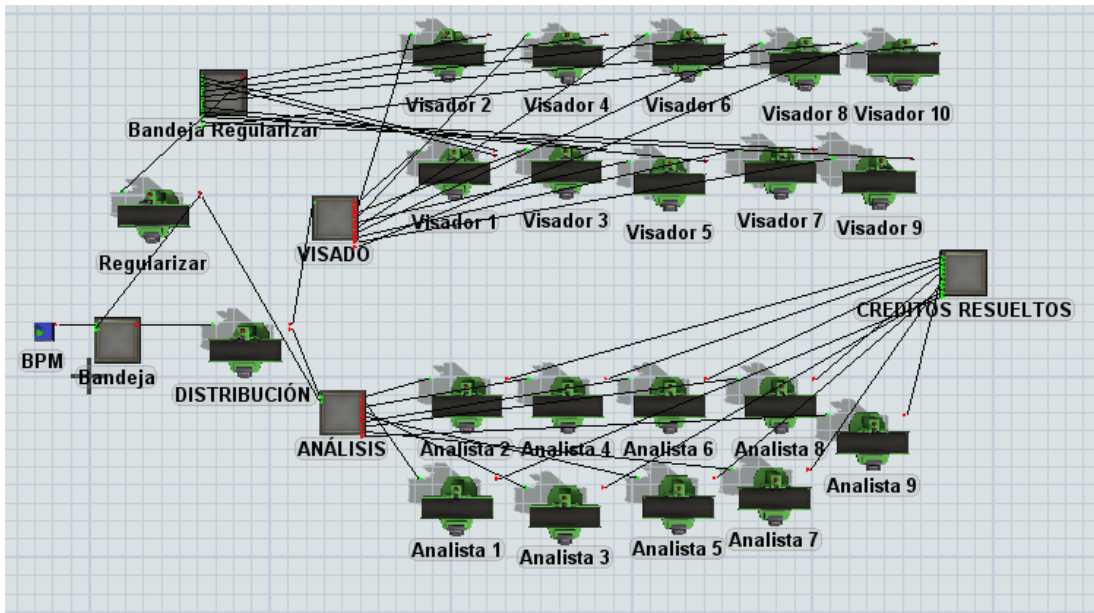 Visador 2
Visador 4
Visador 6
Visador 8
Visador 10
Bandeja Regularizar
Visador 1
Visador 3
Visador 5
Visador 7
Visador 9
Regularizar
VISADO
BPM
Bandeja
DISTRIBUCIÓN
CREDITOS RESUELTOS
ANÁLISIS
Analista 2
Analista 4
Analista 6
Analista 8
Analista 9
Analista 1
Analista 3
Analista 5
Analista 7